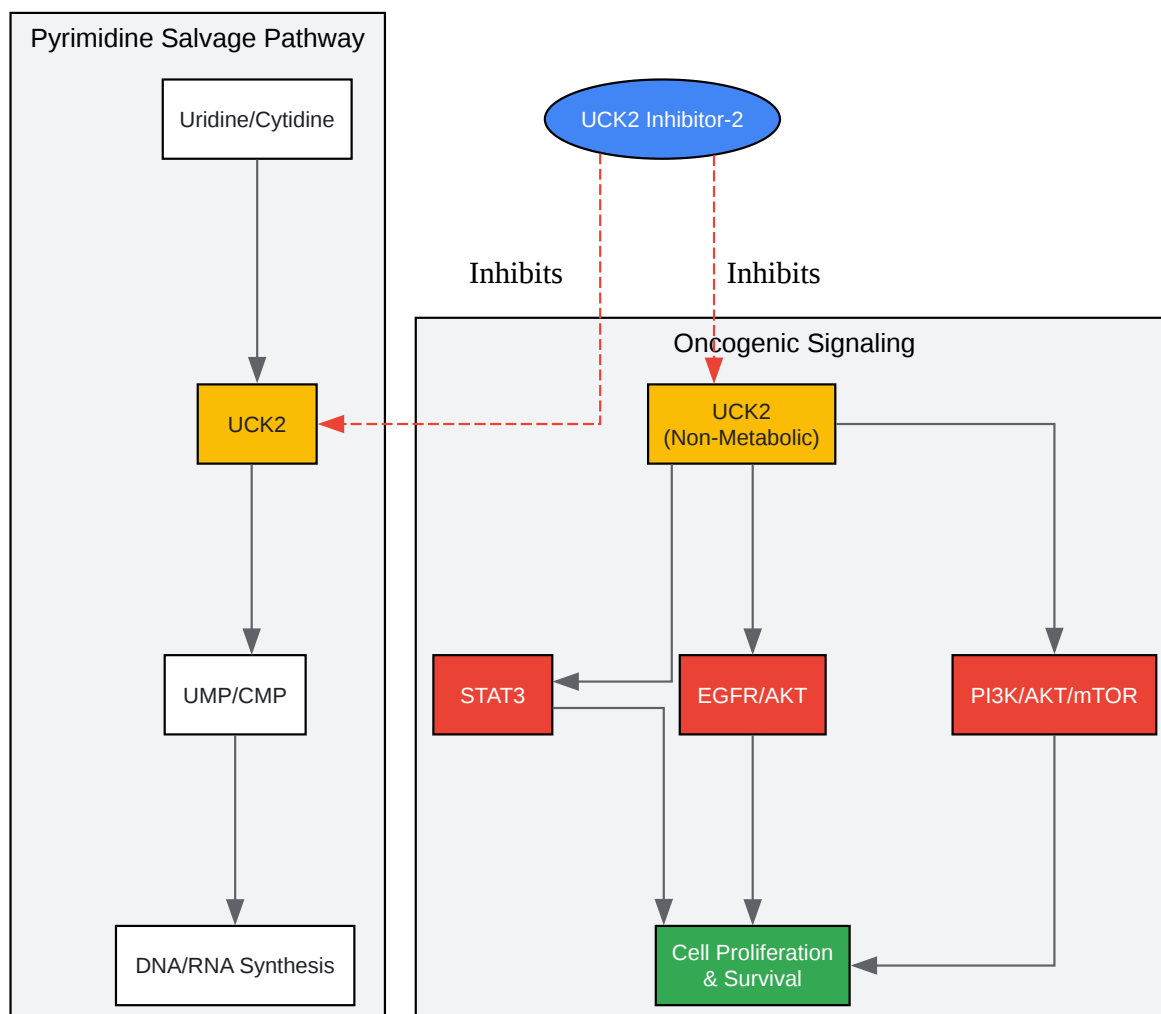 Pyrimidine Salvage Pathway
Uridine/Cytidine
UCK2 Inhibitor-2
Inhibits
Inhibits
Oncogenic Signaling
UCK2
UCK2
(Non-Metabolic)
UMP/CMP
STAT3
EGFR/AKT
PI3K/AKT/mTOR
DNA/RNA Synthesis
Cell Proliferation
& Survival